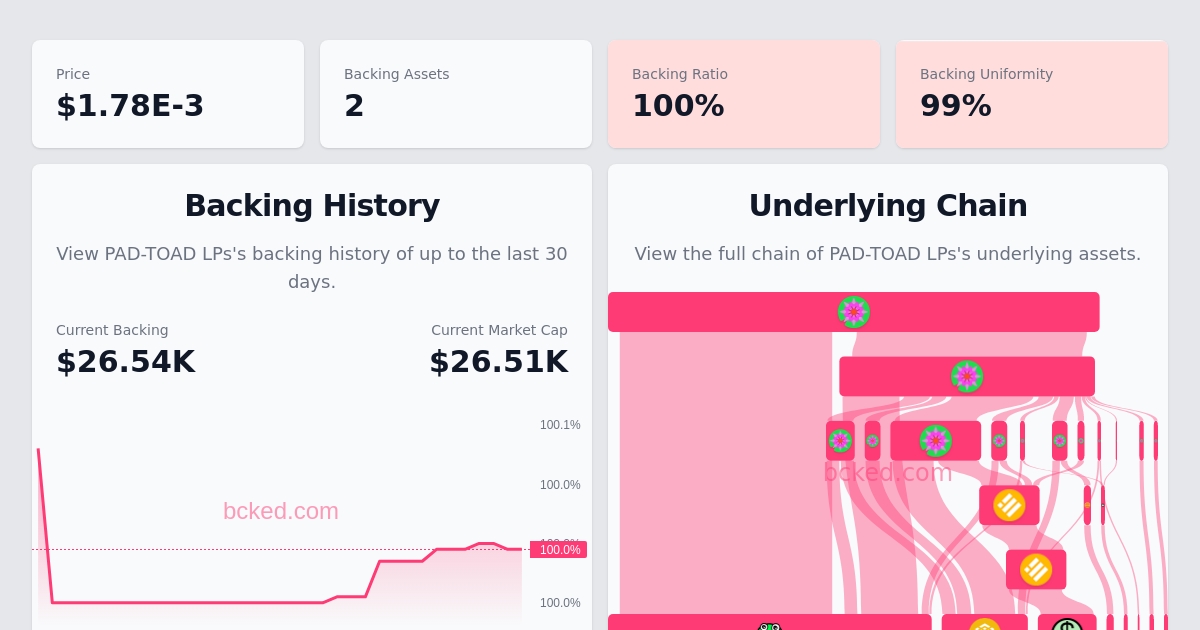 Price
$1.78E-3
Backing Assets
2
Backing Ratio
100%
Backing Uniformity
99%
Backing History
View PAD-TOAD LPs's backing history of up to the last 30
days.
Current Backing
$26.54K
Current Market Cap
$26.51K
100.1%
100.0%
100.0%
100.0%
bcked.com
Underlying Chain
View the full chain of PAD-TOAD LPs's underlying assets.
bcked.com